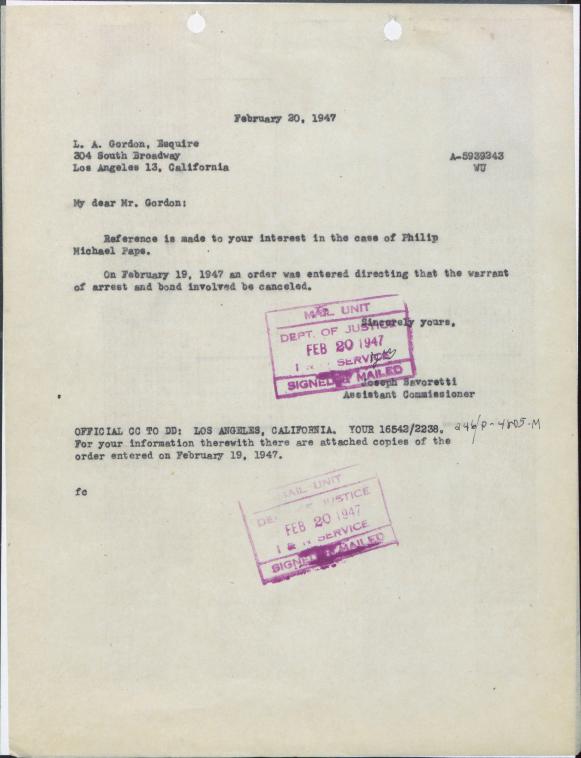 February 20, 1947
L. A. Gordon, Esquire
304 South Broadway
Los Angeles 13, California
A-5939243
WU
My dear Mr. Gordon:
Reference is made to your interest in the case of Philip
Michael Pape.
On February 19, 1947 an order was entered directing that the warrant
of arrest and bond involved be canceled.
Sincerely yours,
MAIL UNIT
DEPT. OF JUSTICE
FEB 20 1947
I & N SERVICE
SIGNED MAILED
Joseph Savoretti
Assistant Commissioner
OFFICIAL CC TO DD: LOS ANGELES, CALIFORNIA. YOUR 16542/2238. 246/P-4805-M
For your information therewith there are attached copies of the
order entered on February 19, 1947.
fc
MAIL UNIT
DEPT. OF JUSTICE
FEB 20 1947
I & N SERVICE
SIGNED MAILED